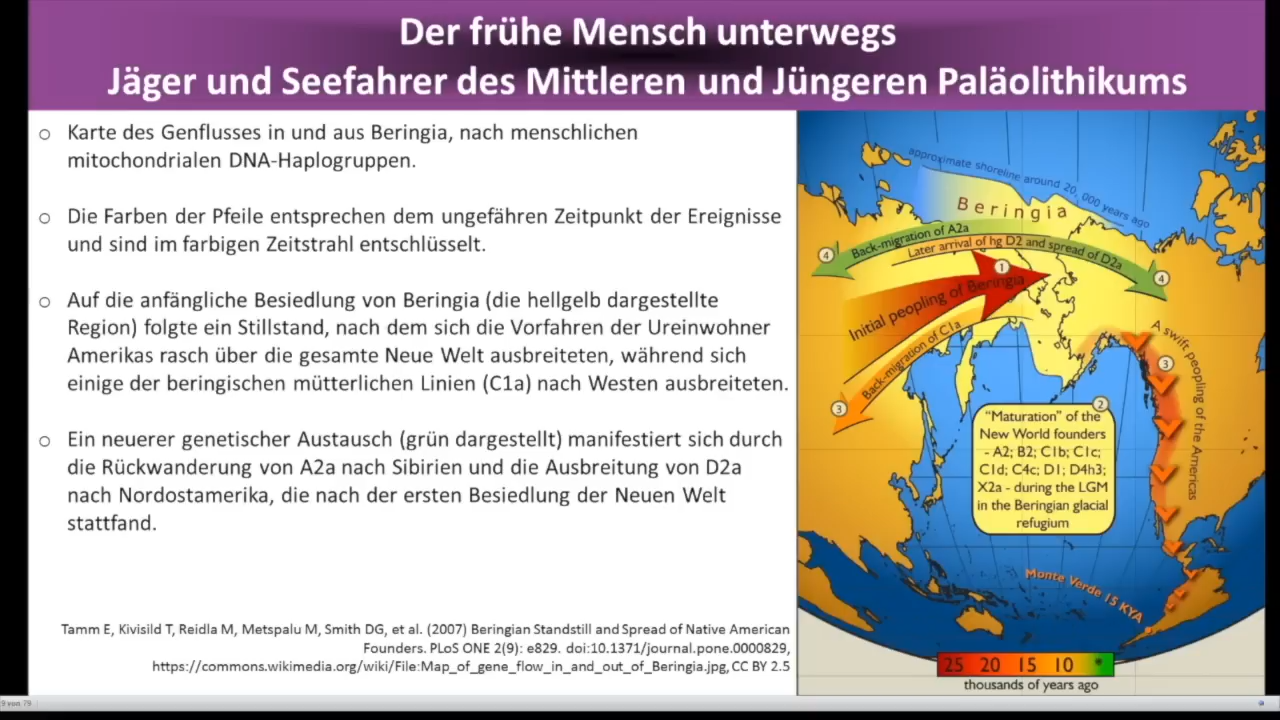 Der frühe Mensch unterwegs
Jäger und Seefahrer des Mittleren und Jüngeren Paläolithikums
o Karte des Genflusses in und aus Beringia, nach menschlichen
mitochondrialen DNA-Haplogruppen.
o Die Farben der Pfeile entsprechen dem ungefähren Zeitpunkt der Ereignisse
und sind im farbigen Zeitstrahl entschlüsselt.
o Auf die anfängliche Besiedlung von Beringia (die hellgelb dargestellte
Region) folgte ein Stillstand, nach dem sich die Vorfahren der Ureinwohner
Amerikas rasch über die gesamte Neue Welt ausbreiteten, während sich
einige der beringischen mütterlichen Linien (C1a) nach Westen ausbreiteten.
o Ein neuerer genetischer Austausch (grün dargestellt) manifestiert sich durch
die Rückwanderung von A2a nach Sibirien und die Ausbreitung von D2a
nach Nordostamerika, die nach der ersten Besiedlung der Neuen Welt
stattfand.
Tamm E, Kivisild T, Reidla M, Metspalu M, Smith DG, et al. (2007) Beringian Standstill and Spread of Native American
Founders. PLoS ONE 2(9): e829. doi:10.1371/journal.pone.0000829,
https://commons.wikimedia.org/wiki/File:Map_of_gene_flow_in_and_out_of_Beringia.jpg, CC BY 2.5
approximate shoreline around 20, 000 years ago
Beringia
4
Back-migration of A2a
Later arrival of hg D2 and spread of D2a
4
1
Initial peopling of Beringia
Back-migration of C1a
3
A swift peopling of the Americas
3
2
"Maturation" of the
New World founders
- A2; B2; C1b; C1c;
C1d; C4c; D1; D4h3;
X2a - during the LGM
in the Beringian glacial
refugium
Monte Verde 15 KYA
25 20 15 10 *
thousands of years ago
9 von 79